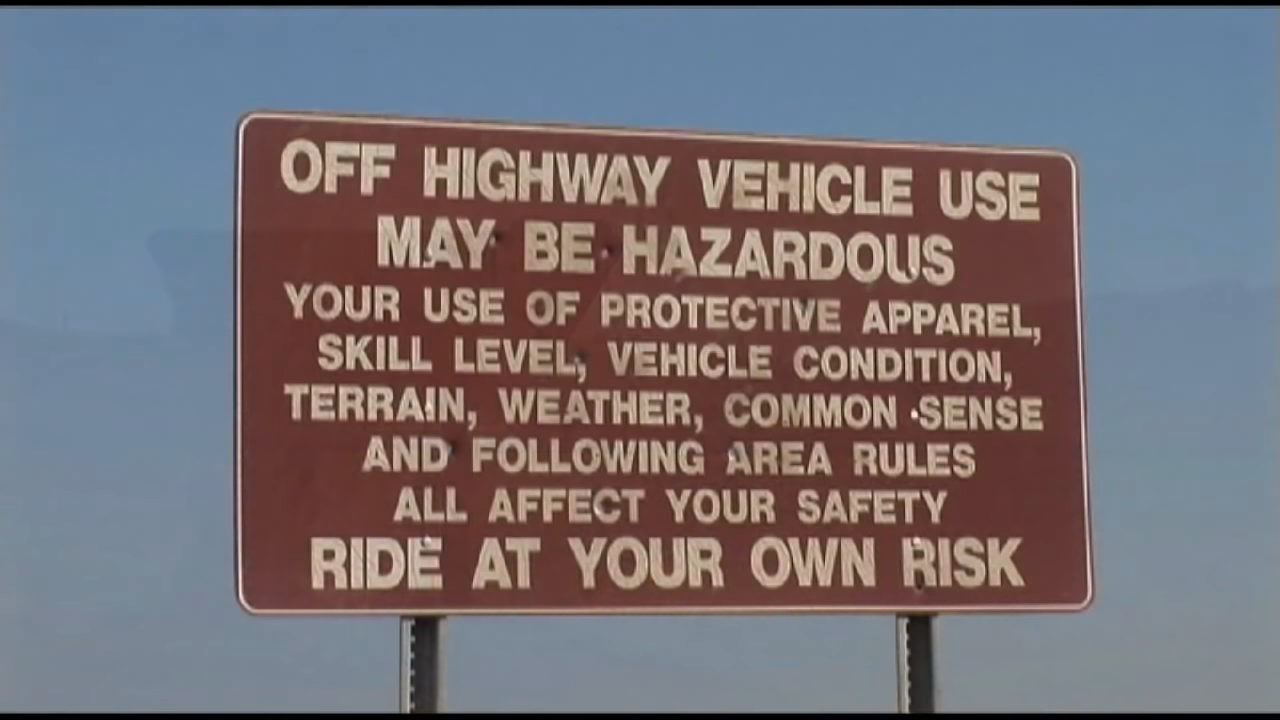 OFF HIGHWAY VEHICLE USE
MAY BE HAZARDOUS
YOUR USE OF PROTECTIVE APPAREL,
SKILL LEVEL, VEHICLE CONDITION,
TERRAIN, WEATHER, COMMON SENSE
AND FOLLOWING AREA RULES
ALL AFFECT YOUR SAFETY
RIDE AT YOUR OWN RISK